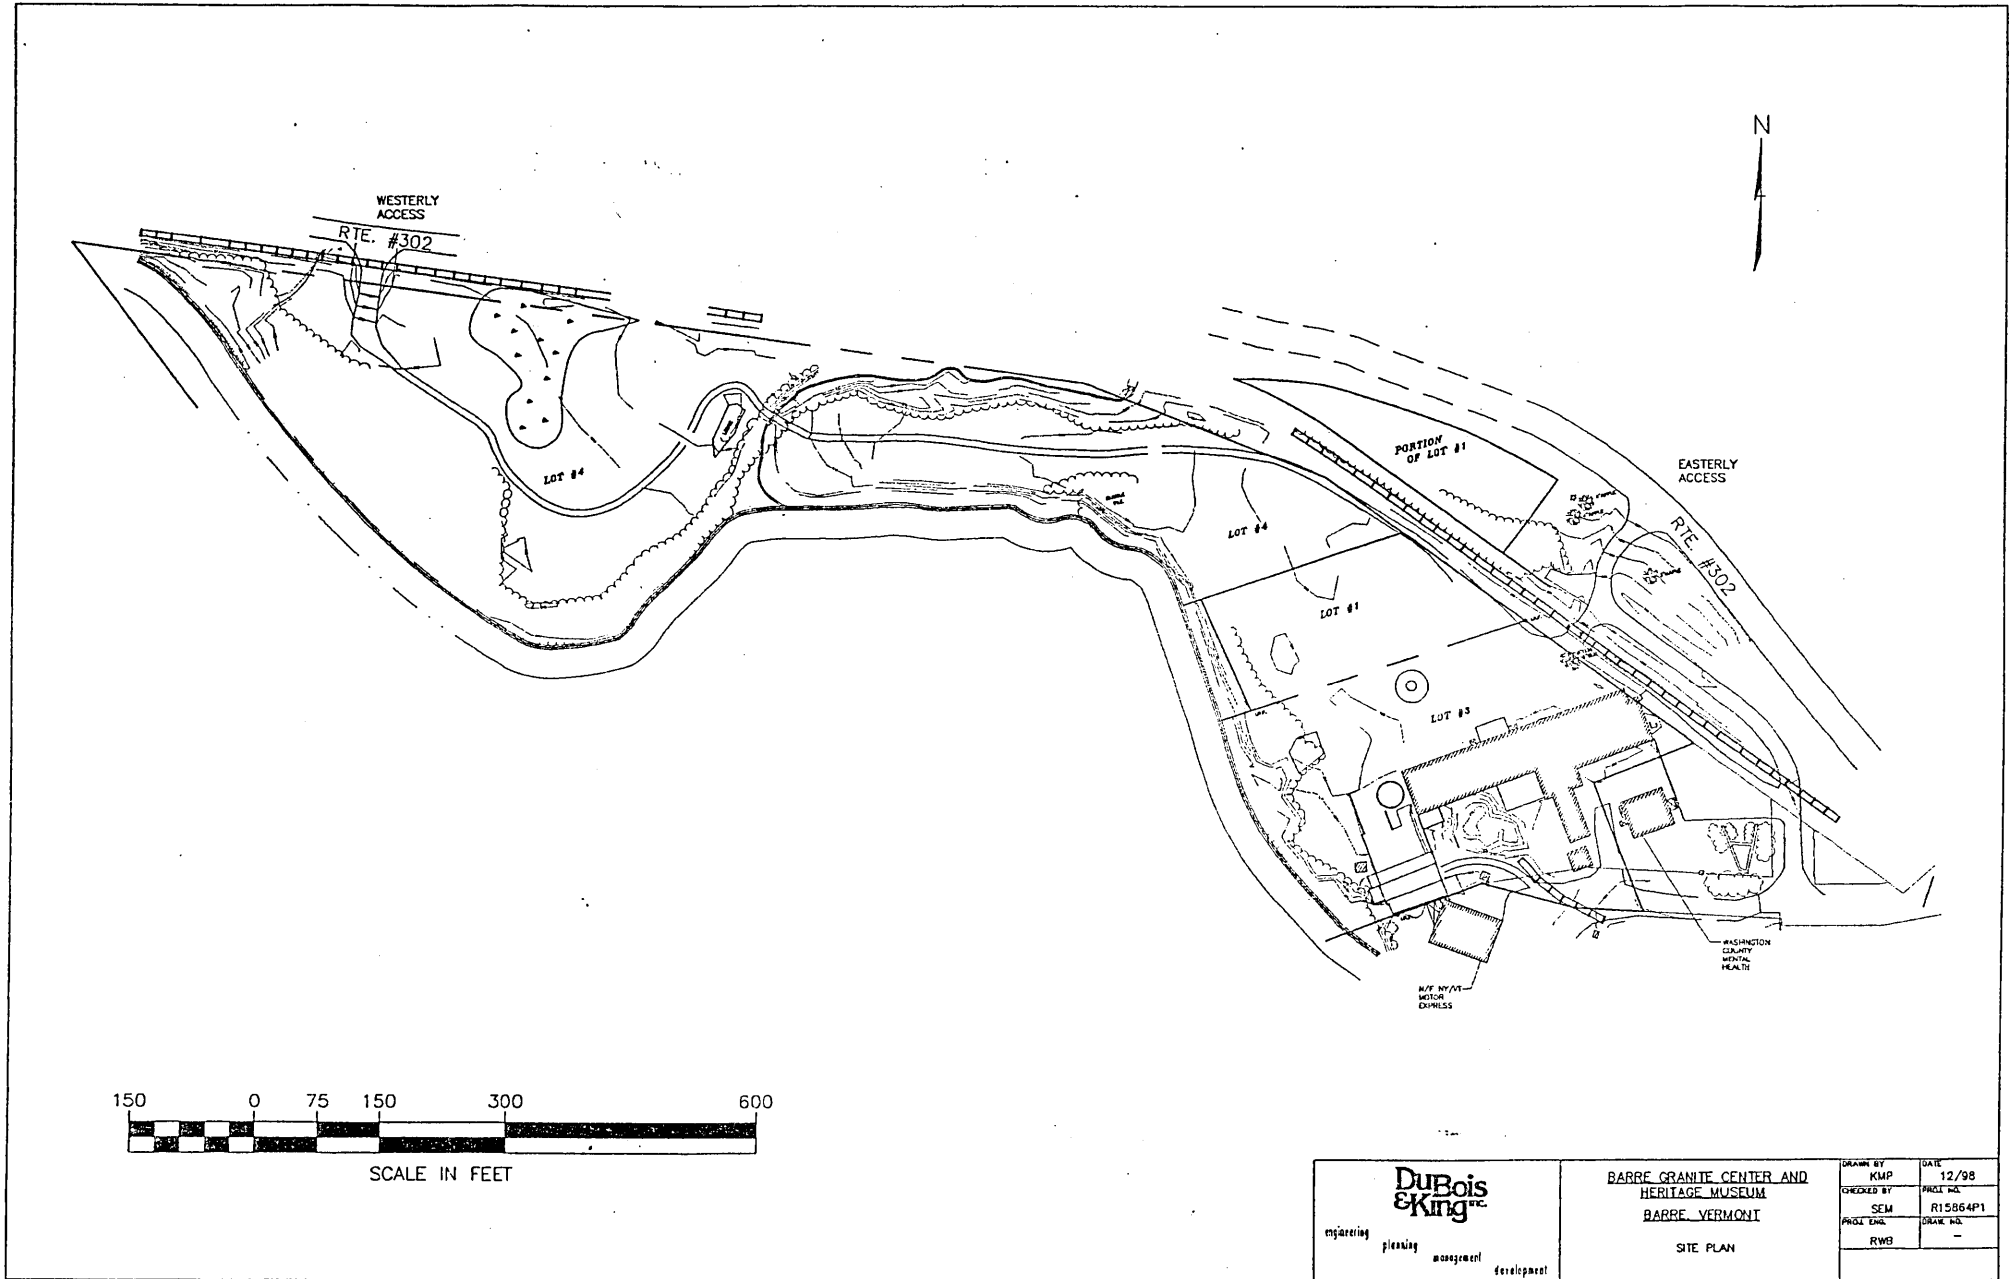 N
WESTERLY
ACCESS
RTE. #302
PORTION
OF LOT #1
EASTERLY
ACCESS
RTE. #302
LOT #4
LOT #4
LOT #1
LOT #3
WASHINGTON
COUNTY
MENTAL
HEALTH
N/F NY/VT
MOTOR
EXPRESS
150 0 75 150 300 600
SCALE IN FEET
DuBois
&King inc.
engineering
planning
management
development
BARRE GRANITE CENTER AND
HERITAGE MUSEUM
BARRE, VERMONT
SITE PLAN
DRAWN BY
KMP
DATE
12/98
CHECKED BY
SEM
PROJ. NO.
R15864P1
PROJ. ENG.
RWB
DRAW. NO.
-